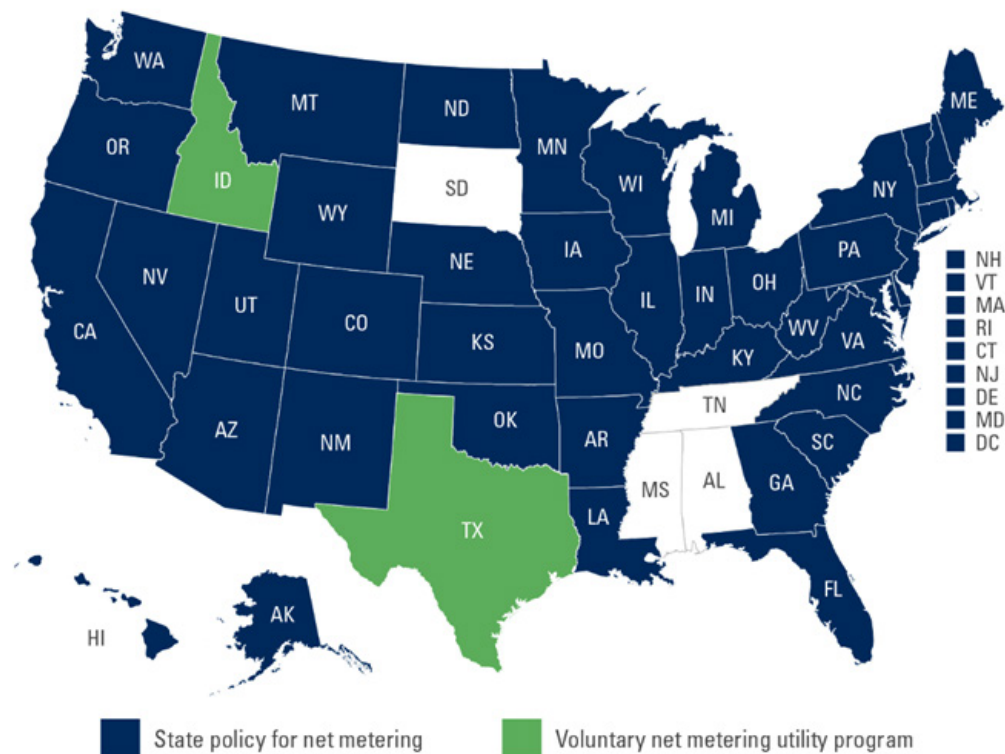 WA
MT
ND
MN
ME
OR
ID
SD
WI
NY
WY
MI
IA
PA
NE
NH
NV
IL
IN
OH
VT
UT
WV
MA
CO
VA
RI
CA
KS
MO
KY
CT
NJ
NC
DE
TN
MD
AZ
OK
AR
SC
DC
NM
MS
AL
GA
LA
TX
FL
AK
HI
State policy for net metering
Voluntary net metering utility program